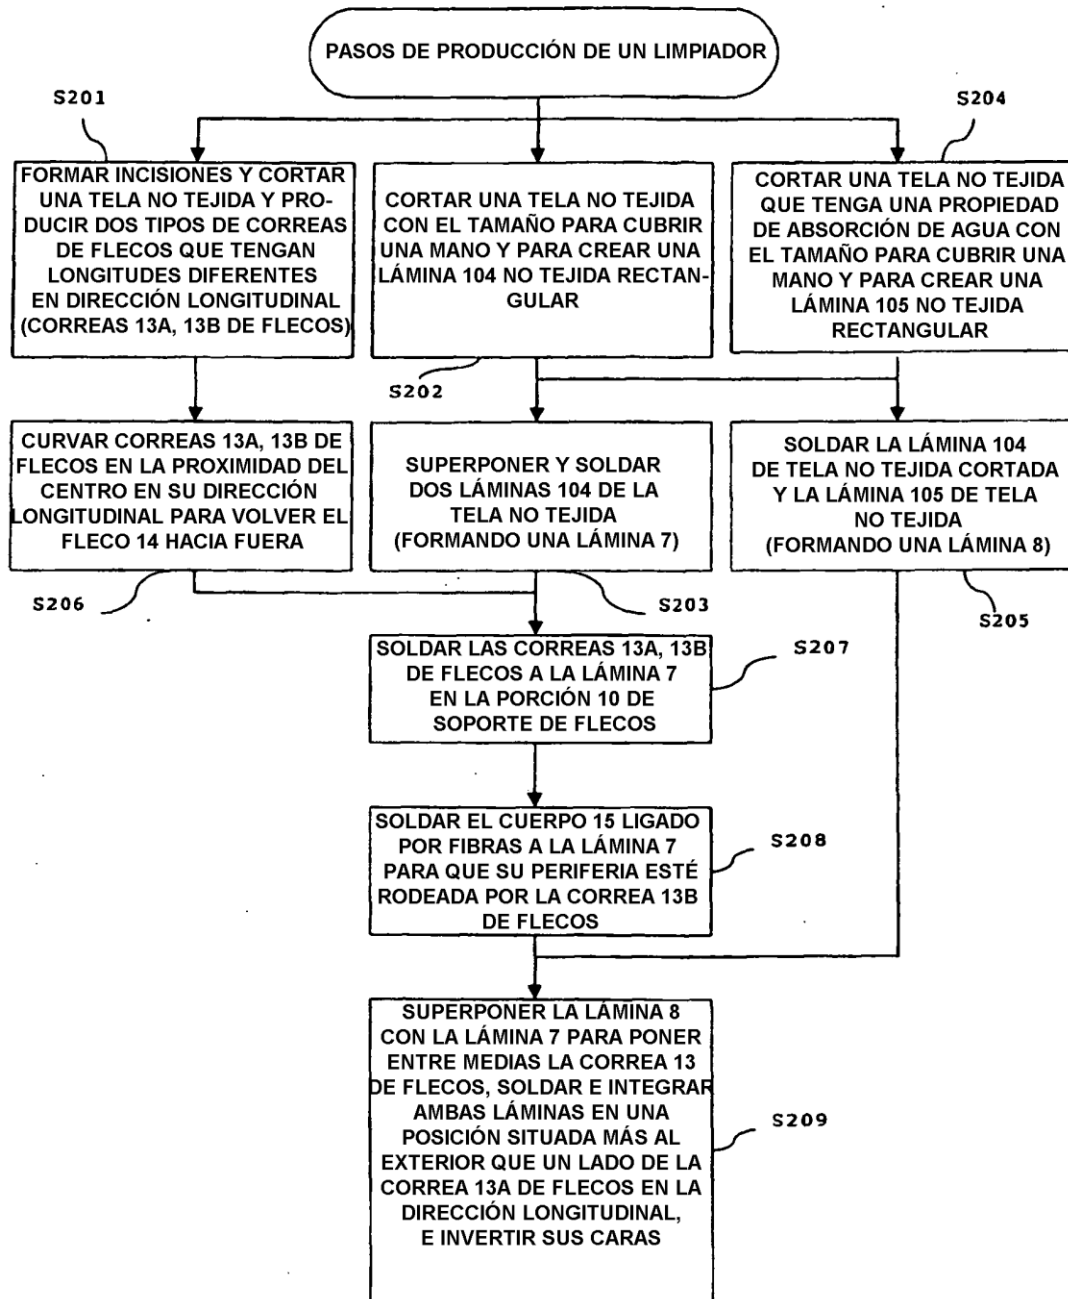 PASOS DE PRODUCCIÓN DE UN LIMPIADOR
S201
FORMAR INCISIONES Y CORTAR
UNA TELA NO TEJIDA Y PRO-
DUCIR DOS TIPOS DE CORREAS
DE FLECOS QUE TENGAN
LONGITUDES DIFERENTES
EN DIRECCIÓN LONGITUDINAL
(CORREAS 13A, 13B DE FLECOS)
CORTAR UNA TELA NO TEJIDA
CON EL TAMAÑO PARA CUBRIR
UNA MANO Y PARA CREAR UNA
LÁMINA 104 NO TEJIDA RECTAN-
GULAR
S202
S204
CORTAR UNA TELA NO TEJIDA
QUE TENGA UNA PROPIEDAD
DE ABSORCIÓN DE AGUA CON
EL TAMAÑO PARA CUBRIR UNA
MANO Y PARA CREAR UNA
LÁMINA 105 NO TEJIDA
RECTANGULAR
CURVAR CORREAS 13A, 13B DE
FLECOS EN LA PROXIMIDAD DEL
CENTRO EN SU DIRECCIÓN
LONGITUDINAL PARA VOLVER EL
FLECO 14 HACIA FUERA
S206
SUPERPONER Y SOLDAR
DOS LÁMINAS 104 DE LA
TELA NO TEJIDA
(FORMANDO UNA LÁMINA 7)
S203
SOLDAR LA LÁMINA 104
DE TELA NO TEJIDA CORTADA
Y LA LÁMINA 105 DE TELA
NO TEJIDA
(FORMANDO UNA LÁMINA 8)
S205
SOLDAR LAS CORREAS 13A, 13B
DE FLECOS A LA LÁMINA 7
EN LA PORCIÓN 10 DE
SOPORTE DE FLECOS
S207
SOLDAR EL CUERPO 15 LIGADO
POR FIBRAS A LA LÁMINA 7
PARA QUE SU PERIFERIA ESTÉ
RODEADA POR LA CORREA 13B
DE FLECOS
S208
SUPERPONER LA LÁMINA 8
CON LA LÁMINA 7 PARA PONER
ENTRE MEDIAS LA CORREA 13
DE FLECOS, SOLDAR E INTEGRAR
AMBAS LÁMINAS EN UNA
POSICIÓN SITUADA MÁS AL
EXTERIOR QUE UN LADO DE LA
CORREA 13A DE FLECOS EN LA
DIRECCIÓN LONGITUDINAL,
E INVERTIR SUS CARAS
S209